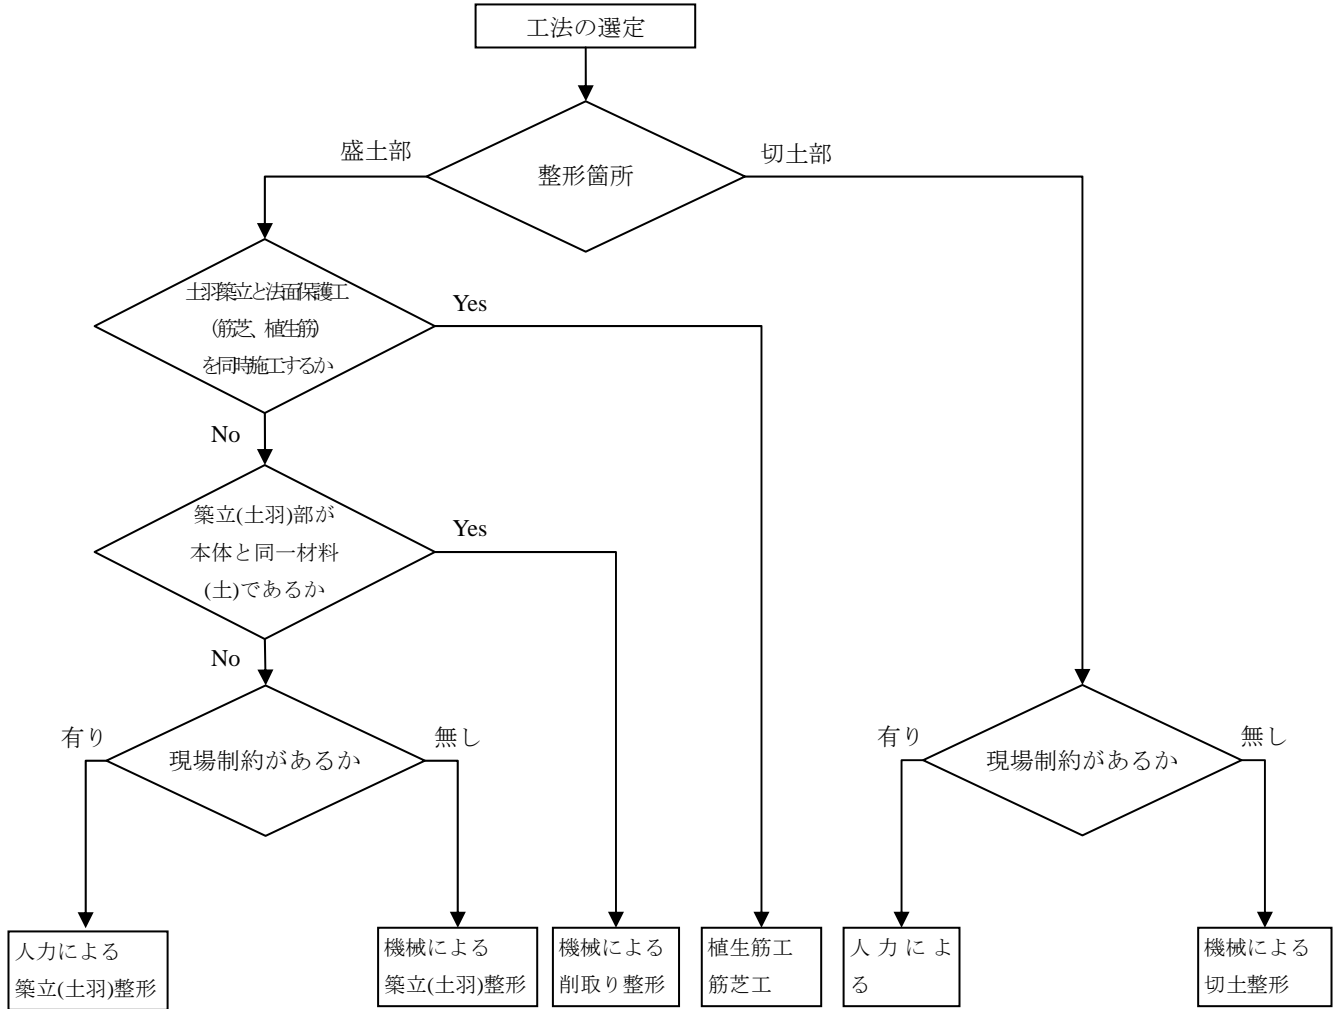 工法の選定
盛土部
整形箇所
切土部
土羽築立と法面保護工
(筋芝、植生筋)
を同時施工するか
Yes
No
築立(土羽)部が
本体と同一材料
(土)であるか
Yes
No
有り
現場制約があるか
無し
有り
現場制約があるか
無し
人力による
築立(土羽)整形
機械による
築立(土羽)整形
機械による
削取り整形
植生筋工
筋芝工
人力によ
る
機械による
切土整形